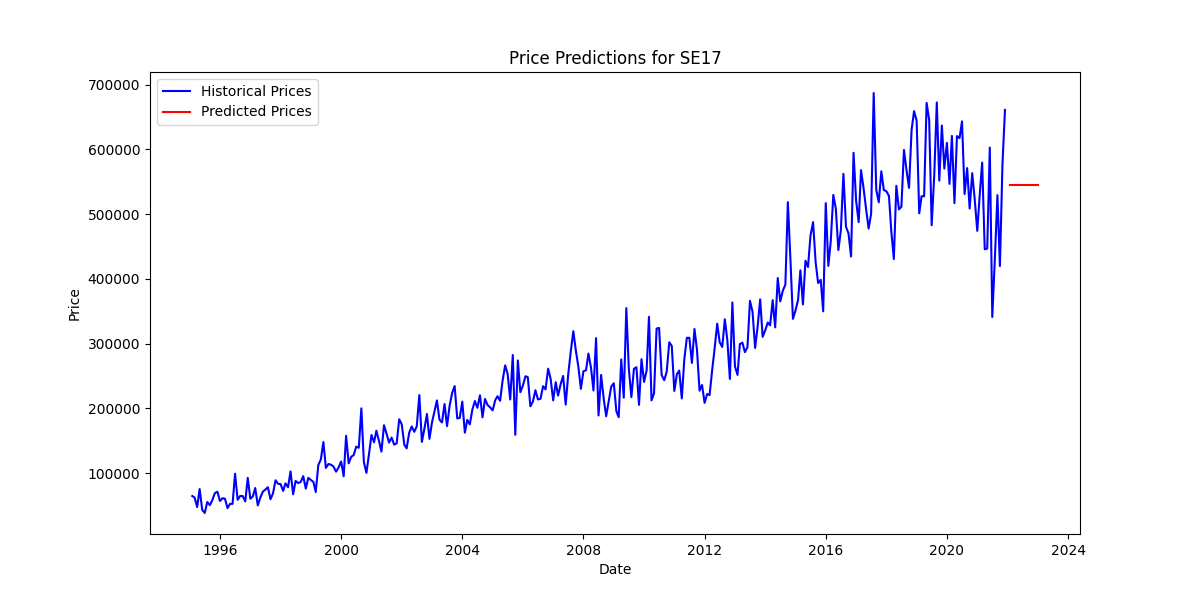 Price Predictions for SE17
Historical Prices
Predicted Prices
700000
600000
500000
400000
300000
200000
100000
Price
1996 2000 2004 2008 2012 2016 2020 2024
Date